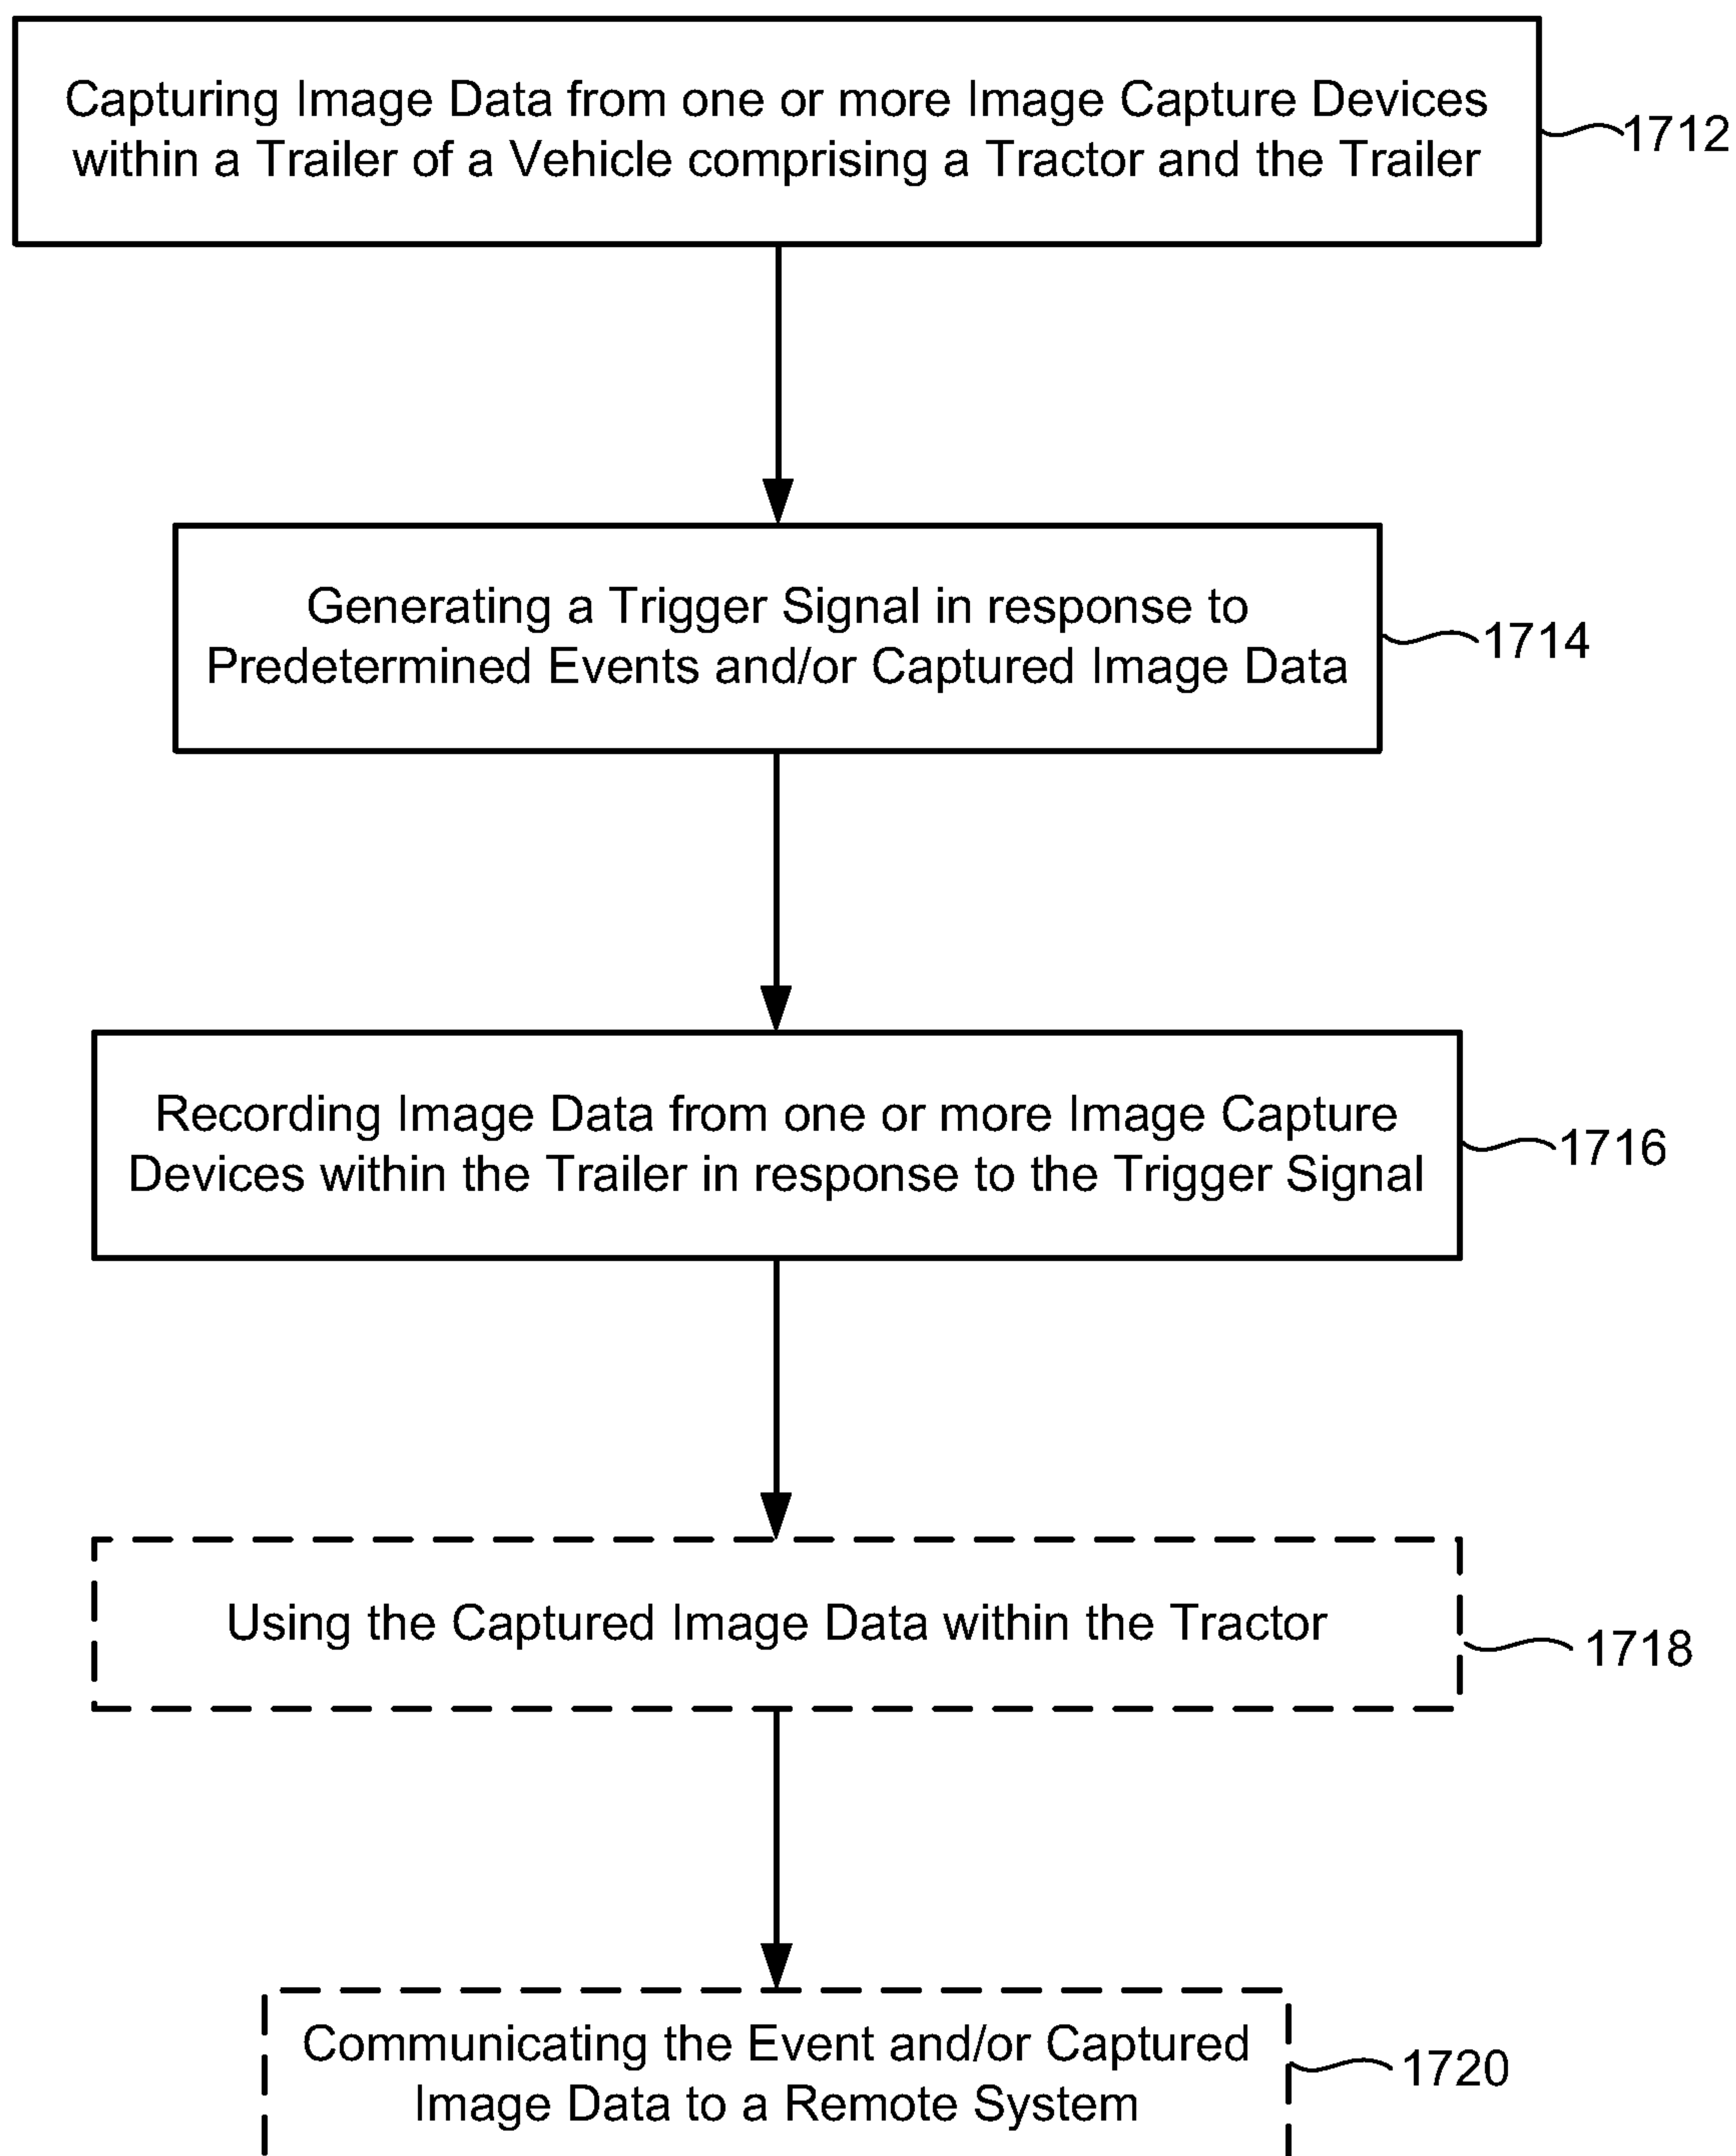 Capturing Image Data from one or more Image Capture Devices
within a Trailer of a Vehicle comprising a Tractor and the Trailer
1712
Generating a Trigger Signal in response to
Predetermined Events and/or Captured Image Data
1714
Recording Image Data from one or more Image Capture
Devices within the Trailer in response to the Trigger Signal
1716
Using the Captured Image Data within the Tractor
1718
Communicating the Event and/or Captured
Image Data to a Remote System
1720